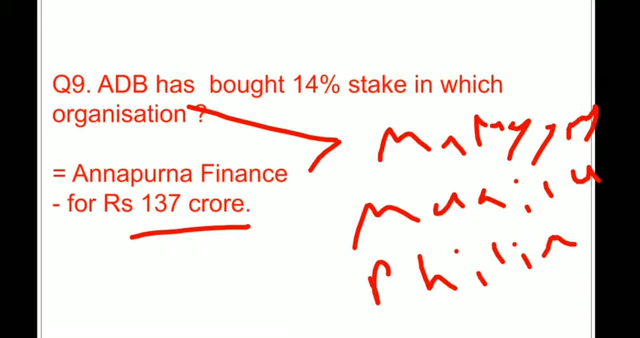 Q9. ADB has bought 14% stake in which
organisation ?
= Annapurna Finance
- for Rs 137 crore.